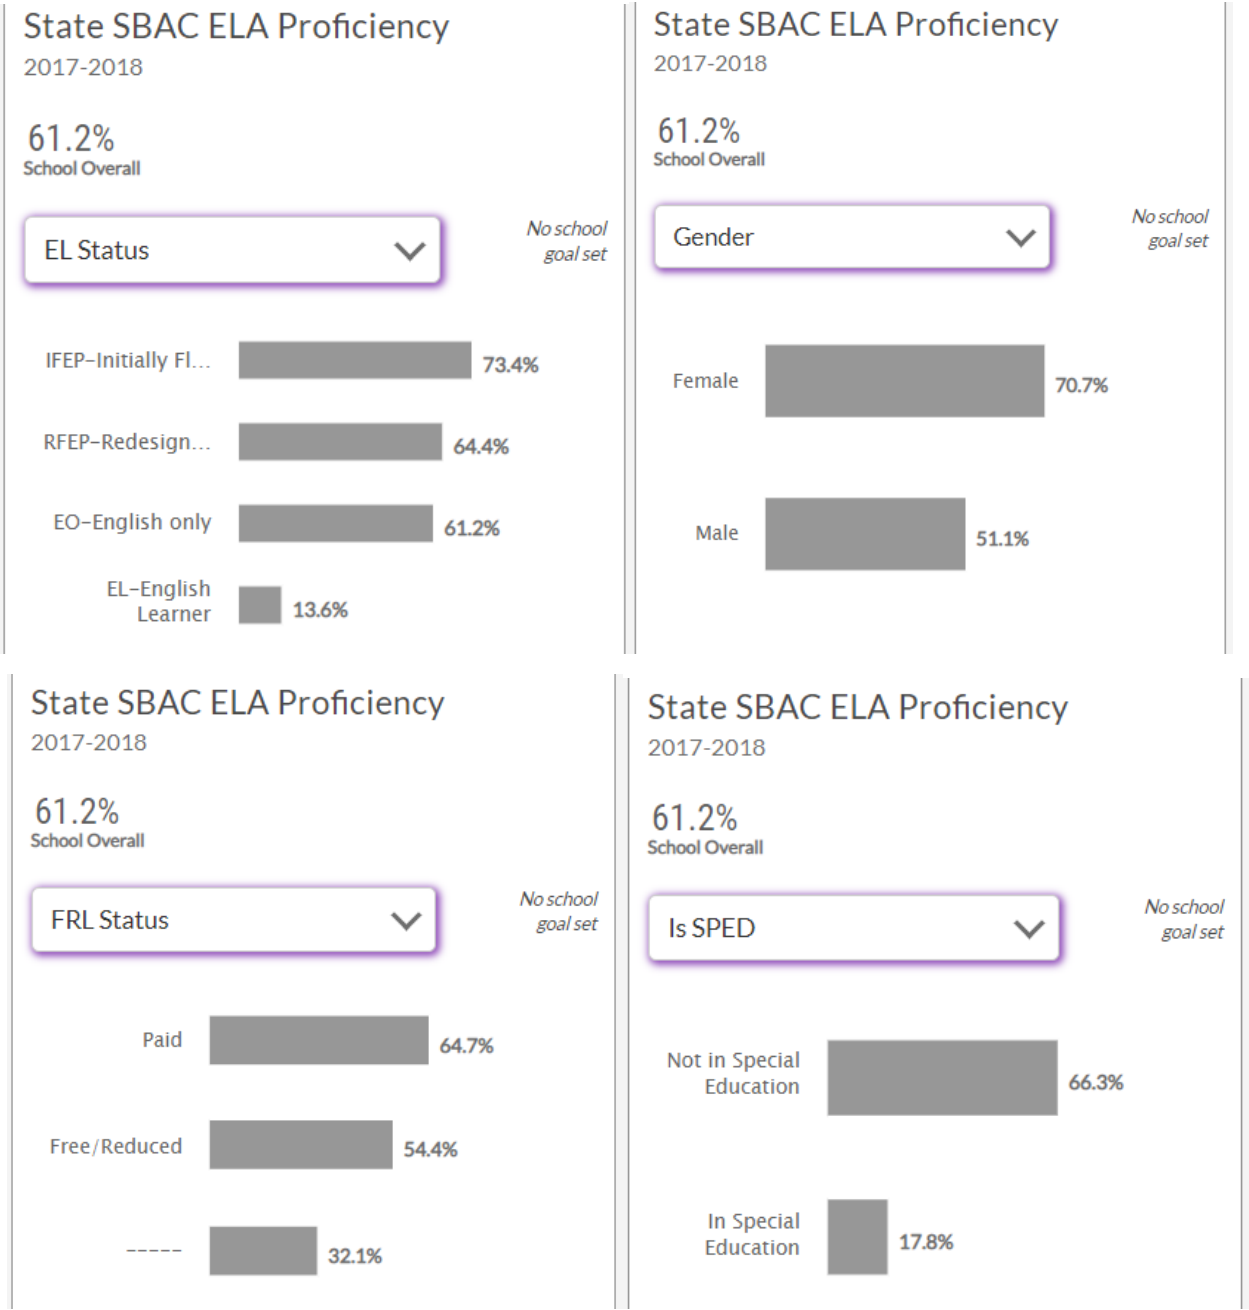 State SBAC ELA Proficiency
2017-2018
61.2%
School Overall
EL Status
No school
goal set
IFEP-Initially Fl...
73.4%
RFEP-Redesign...
64.4%
EO-English only
61.2%
EL-English
Learner
13.6%
State SBAC ELA Proficiency
2017-2018
61.2%
School Overall
Gender
No school
goal set
Female
70.7%
Male
51.1%
State SBAC ELA Proficiency
2017-2018
61.2%
School Overall
FRL Status
No school
goal set
Paid
64.7%
Free/Reduced
54.4%
-----
32.1%
State SBAC ELA Proficiency
2017-2018
61.2%
School Overall
Is SPED
No school
goal set
Not in Special
Education
66.3%
In Special
Education
17.8%